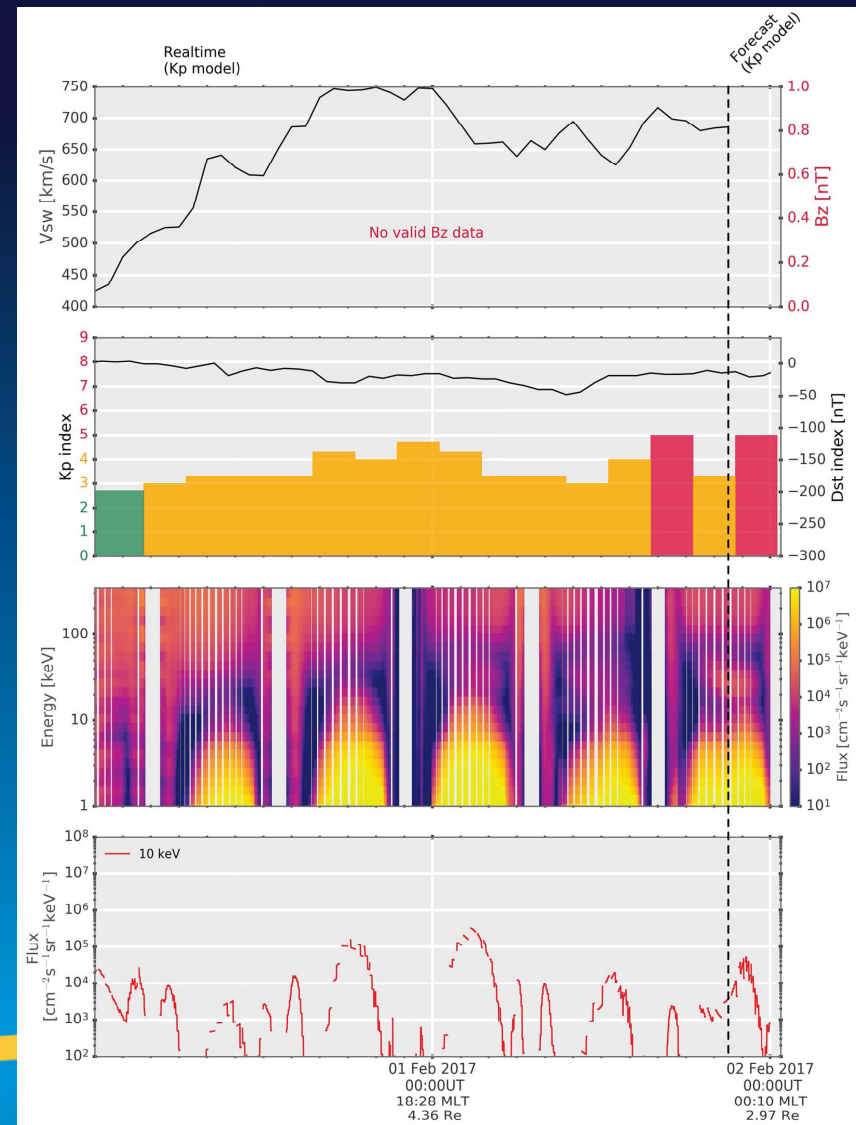 Realtime
(Kp model)
Forecast
(Kp model)
750
700
650
600
550
500
450
400
Vsw [km/s]
No valid Bz data
1.0
0.8
0.6
0.4
0.2
0.0
Bz [nT]
9
8
7
6
5
4
3
2
1
0
Kp index
0
−50
−100
−150
−200
−250
−300
Dst index [nT]
100
10
1
Energy [keV]
10⁷
10⁶
10⁵
10⁴
10³
10²
10¹
Flux [cm⁻²s⁻¹sr⁻¹keV⁻¹]
10⁸
10⁷
10⁶
10⁵
10⁴
10³
10²
Flux
[cm⁻²s⁻¹sr⁻¹keV⁻¹]
10 keV
01 Feb 2017
00:00UT
18:28 MLT
4.36 Re
02 Feb 2017
00:00UT
00:10 MLT
2.97 Re